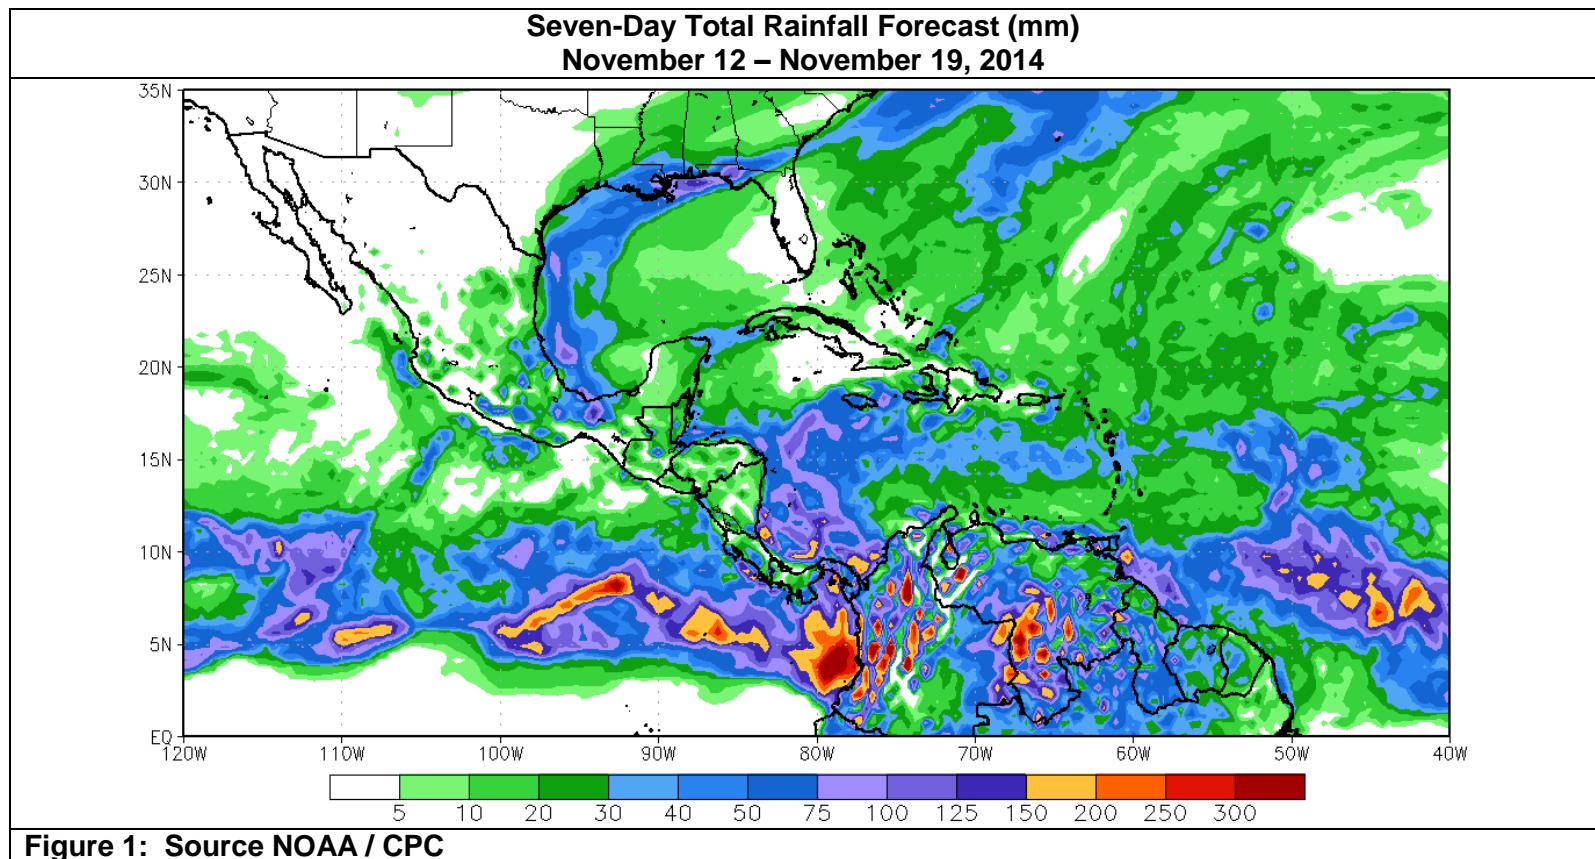 Seven-Day Total Rainfall Forecast (mm)
November 12 – November 19, 2014
35N
30N
25N
20N
15N
10N
5N
EQ
120W 110W 100W 90W 80W 70W 60W 50W 40W
5 10 20 30 40 50 75 100 125 150 200 250 300
Figure 1: Source NOAA / CPC